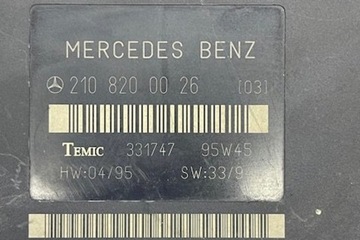 MERCEDES BENZ
210 820 00 26 [03]
TEMIC 331747 95W45
HW:04/95 SW:33/9